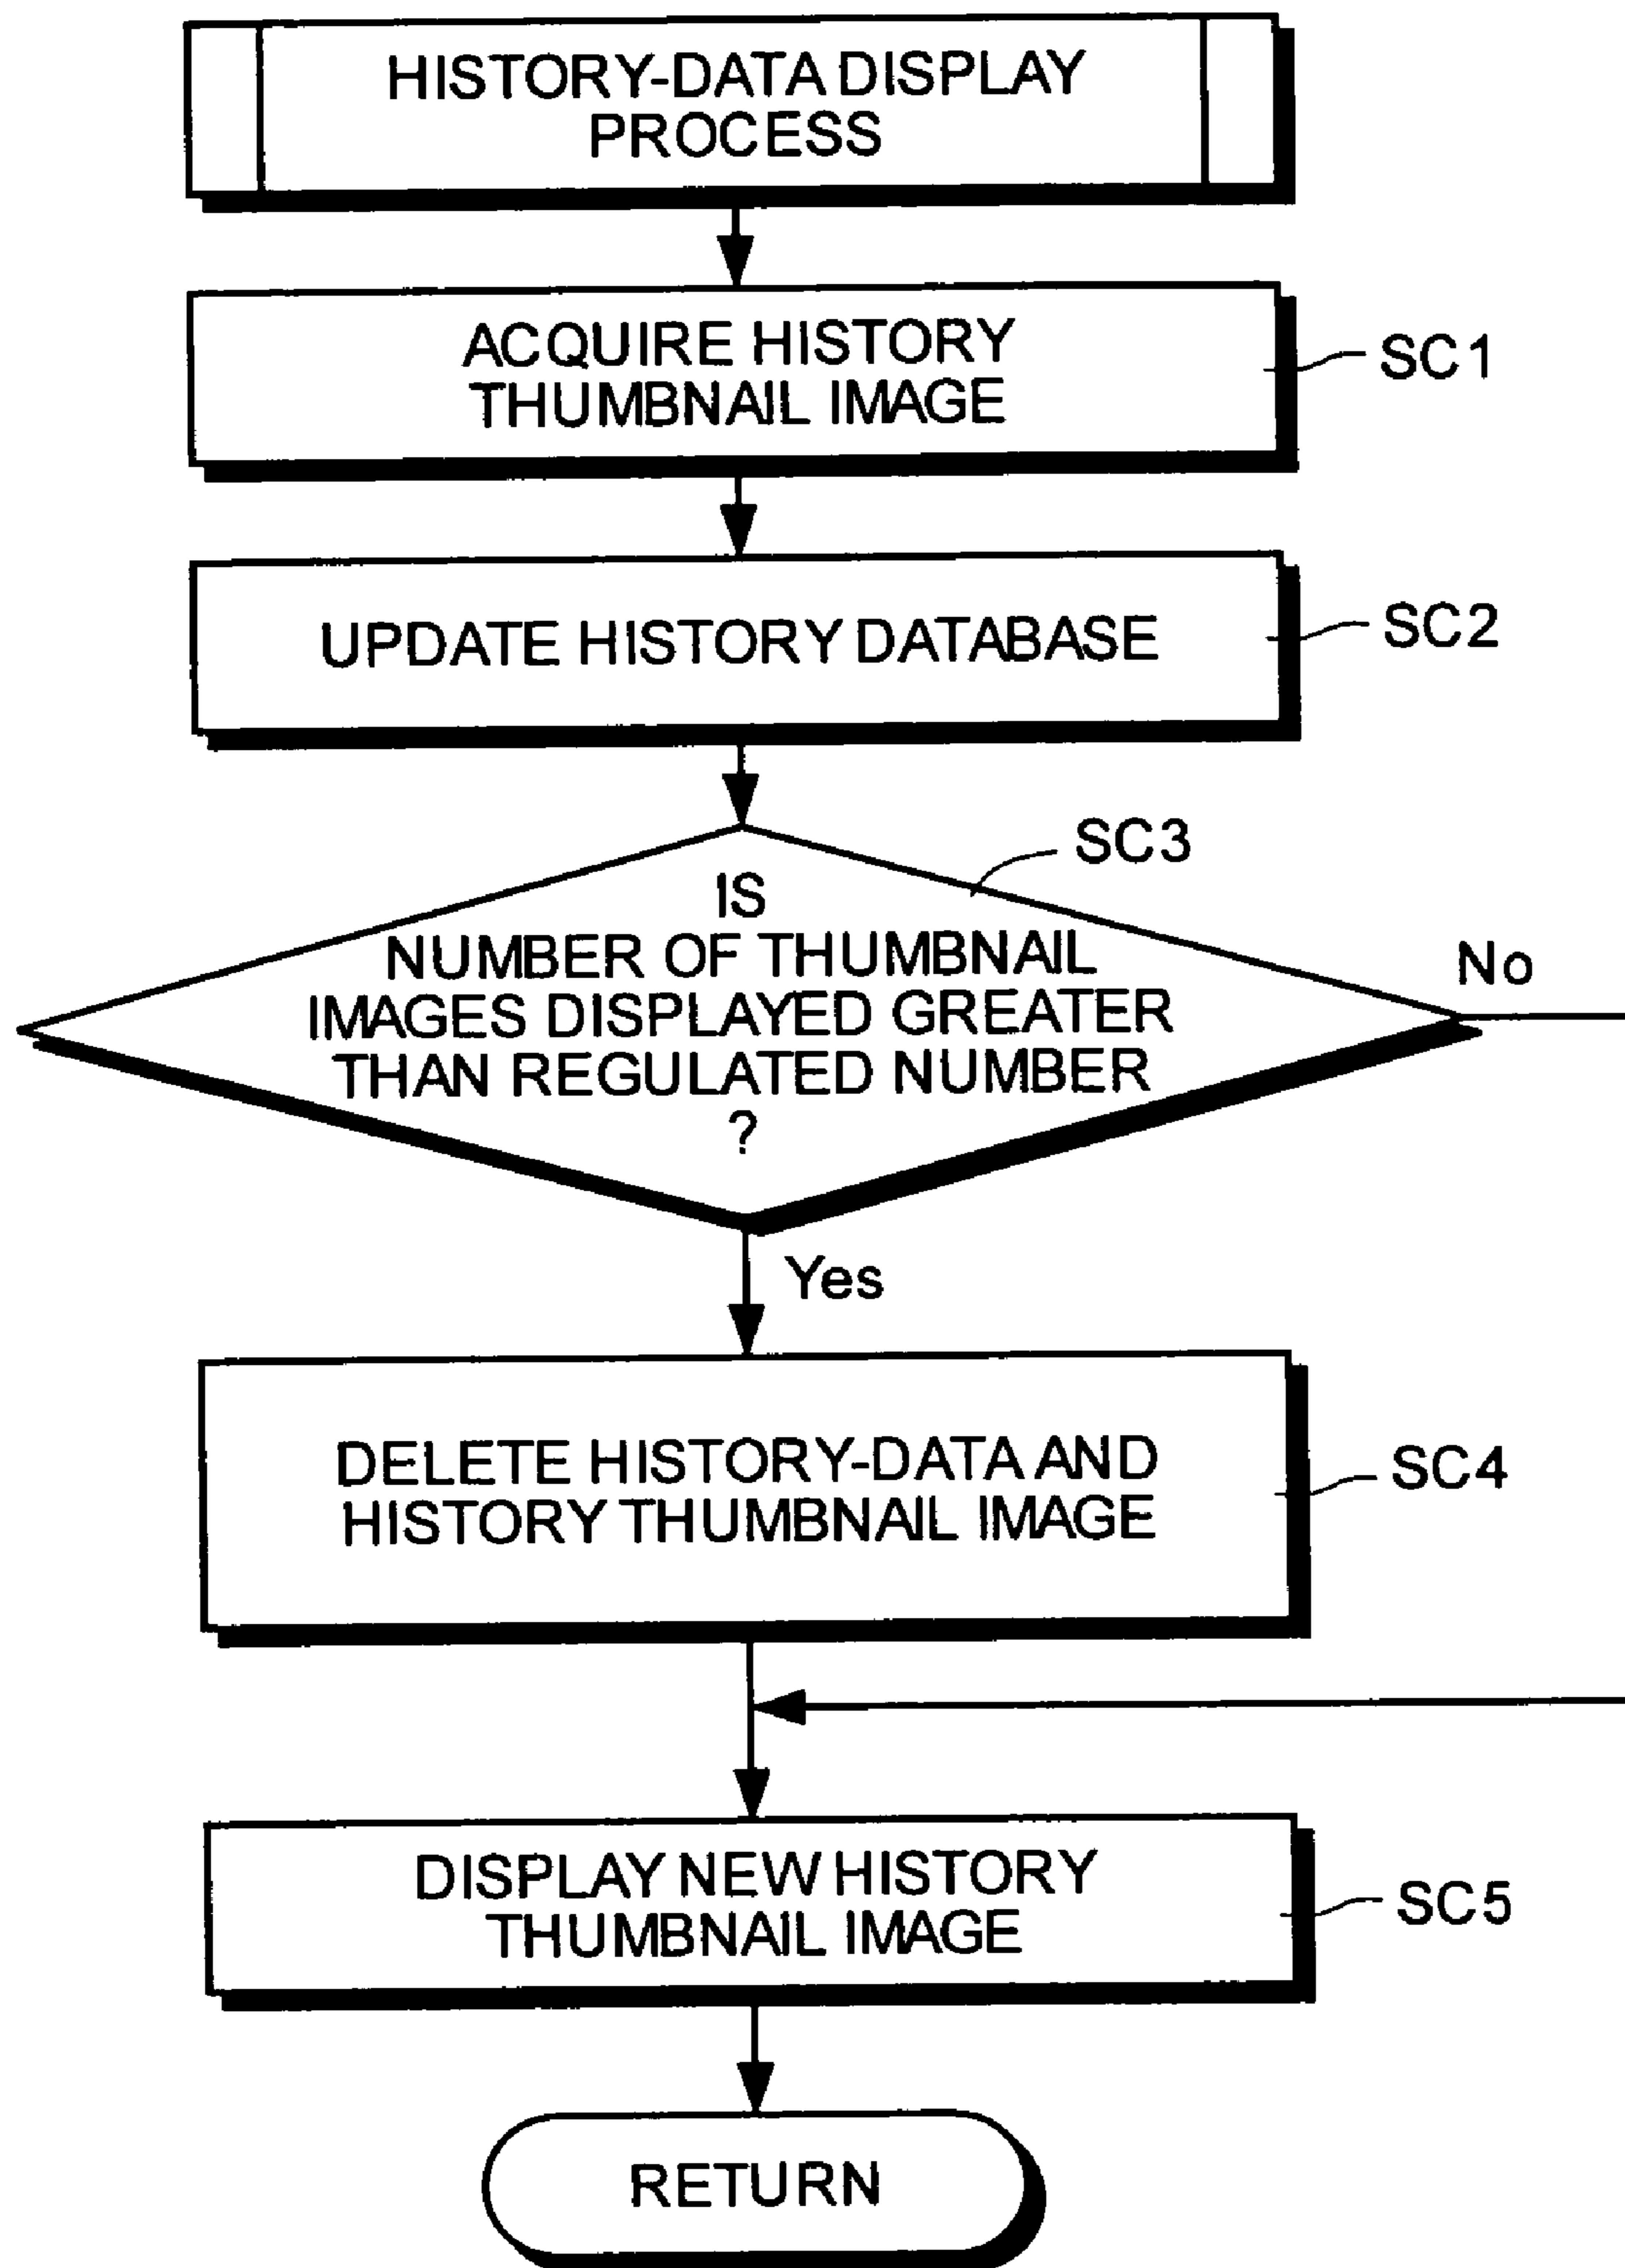 HISTORY-DATA DISPLAY
PROCESS
ACQUIRE HISTORY
THUMBNAIL IMAGE
SC1
UPDATE HISTORY DATABASE
SC2
SC3
IS
NUMBER OF THUMBNAIL
IMAGES DISPLAYED GREATER
THAN REGULATED NUMBER
?
No
Yes
DELETE HISTORY-DATA AND
HISTORY THUMBNAIL IMAGE
SC4
DISPLAY NEW HISTORY
THUMBNAIL IMAGE
SC5
RETURN